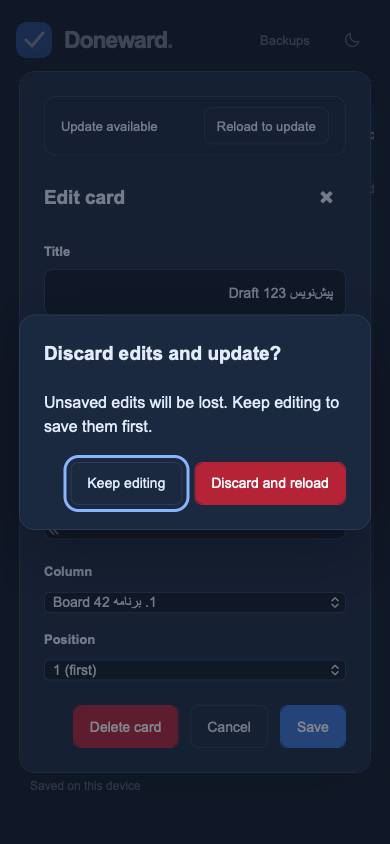 Doneward.
Backups
Update available
Reload to update
Edit card
Title
پیش‌نویس Draft 123
Discard edits and update?
Unsaved edits will be lost. Keep editing to
save them first.
Keep editing
Discard and reload
Column
1. برنامه Board 42
Position
1 (first)
Delete card
Cancel
Save
Saved on this device